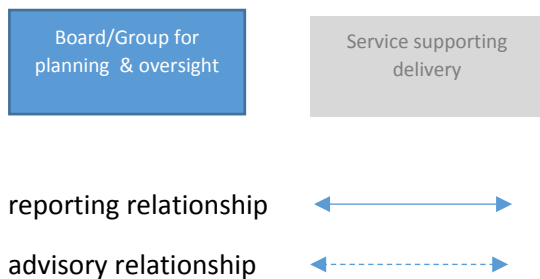 Board/Group for
planning & oversight
Service supporting
delivery
reporting relationship
advisory relationship